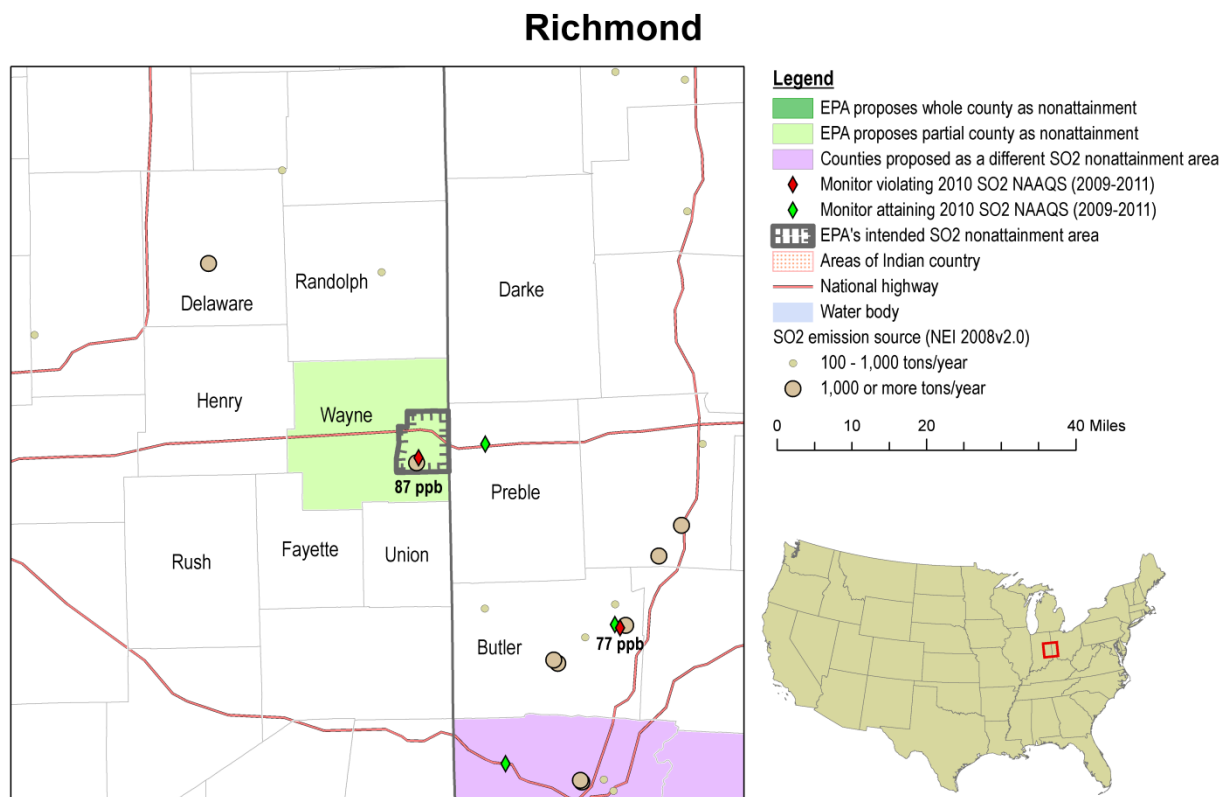 Richmond
Delaware
Randolph
Darke
Henry
Wayne
87 ppb
Preble
Rush
Fayette
Union
Butler
77 ppb
Legend
EPA proposes whole county as nonattainment
EPA proposes partial county as nonattainment
Counties proposed as a different SO2 nonattainment area
Monitor violating 2010 SO2 NAAQS (2009-2011)
Monitor attaining 2010 SO2 NAAQS (2009-2011)
EPA's intended SO2 nonattainment area
Areas of Indian country
National highway
Water body
SO2 emission source (NEI 2008v2.0)
100 - 1,000 tons/year
1,000 or more tons/year
0 10 20 40 Miles